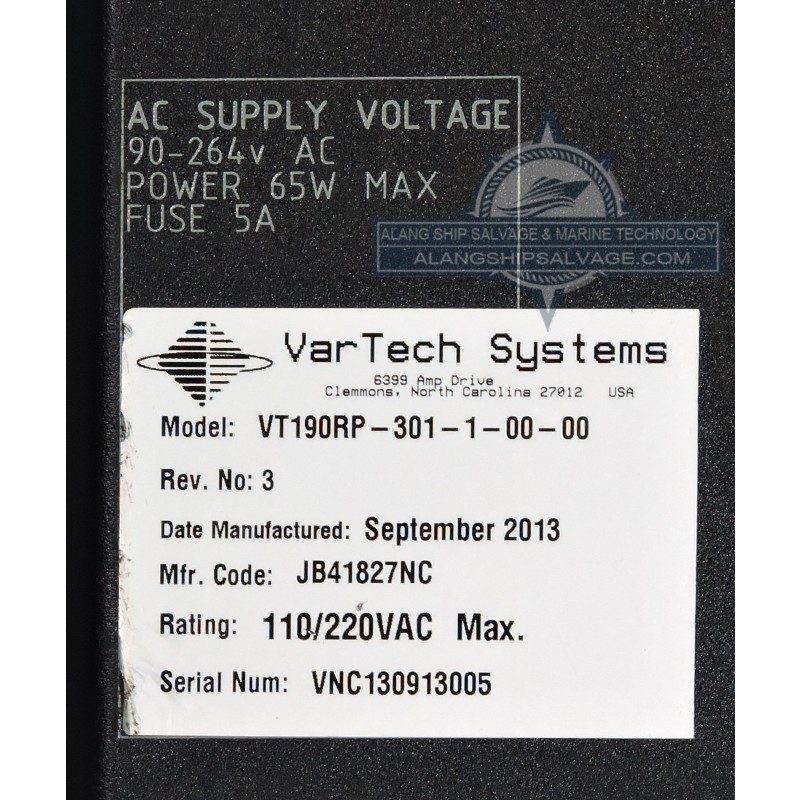 AC SUPPLY VOLTAGE
90-264v AC
POWER 65W MAX
FUSE 5A
ALANG SHIP SALVAGE & MARINE TECHNOLOGY
ALANGSHIPSALVAGE.COM
VarTech Systems
6399 Amp Drive
Clemmons, North Carolina 27012 USA
Model: VT190RP-301-1-00-00
Rev. No: 3
Date Manufactured: September 2013
Mfr. Code: JB41827NC
Rating: 110/220VAC Max.
Serial Num: VNC130913005